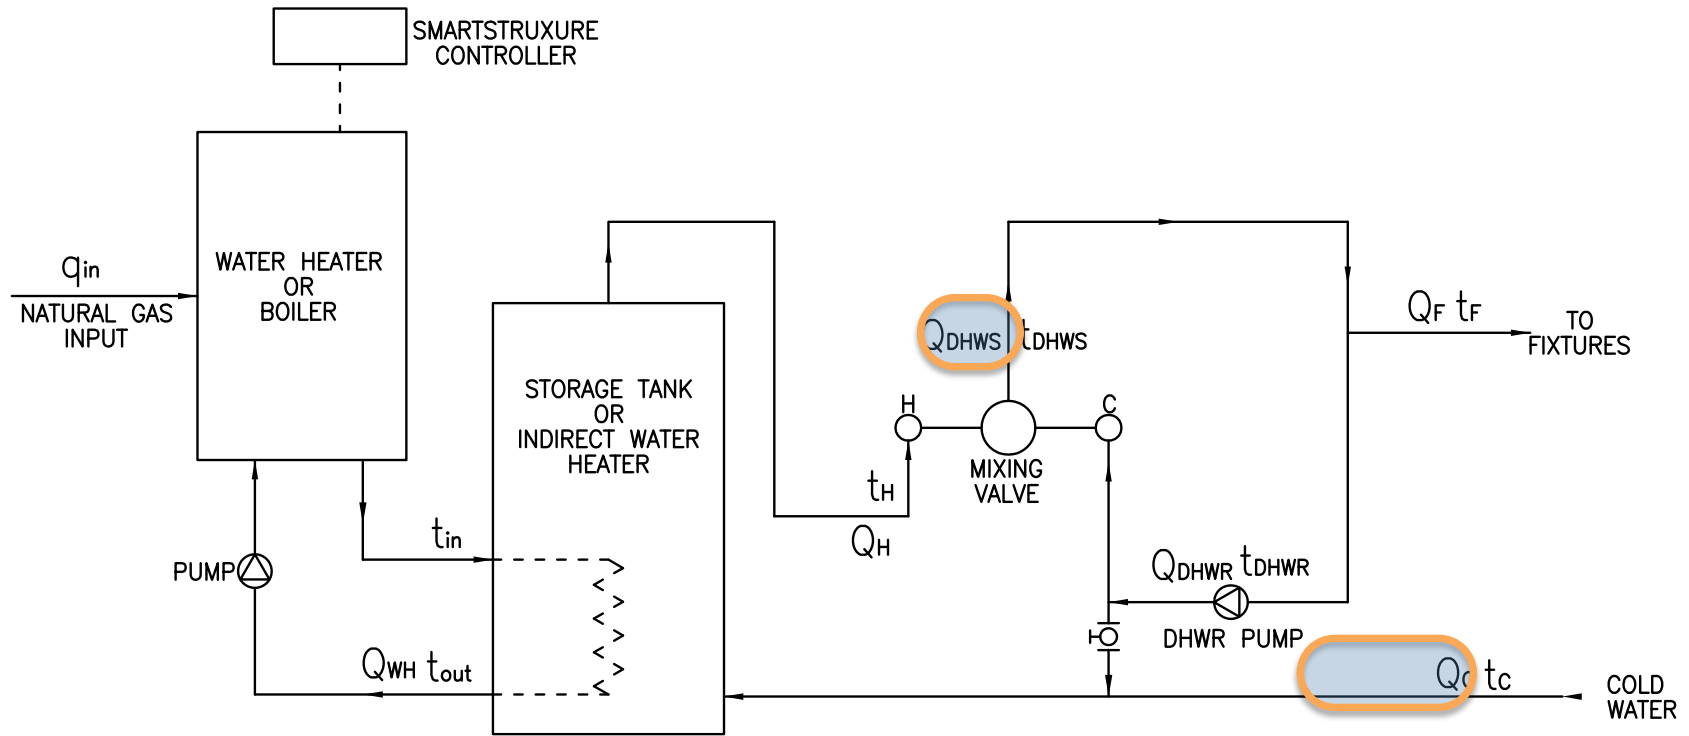 SMARTSTRUXURE
CONTROLLER
qin
NATURAL GAS
INPUT
WATER HEATER
OR
BOILER
STORAGE TANK
OR
INDIRECT WATER
HEATER
QDHWS tDHWS
QF tF
TO
FIXTURES
H
C
MIXING
VALVE
tH
QH
tin
PUMP
QDHWR tDHWR
DHWR PUMP
QWH tout
QC tC
COLD
WATER